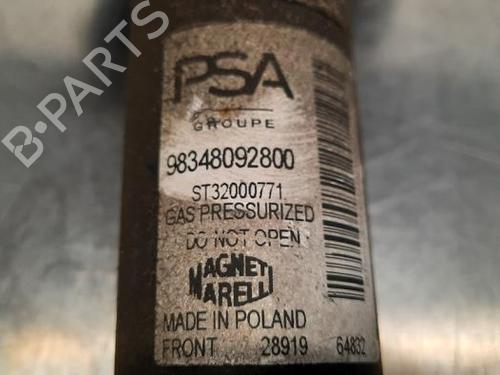 PSA
GROUPE
98348092800
ST32000771
GAS PRESSURIZED
DO NOT OPEN
MAGNETI
MARELLI
MADE IN POLAND
FRONT 28919 64832
B-PARTS